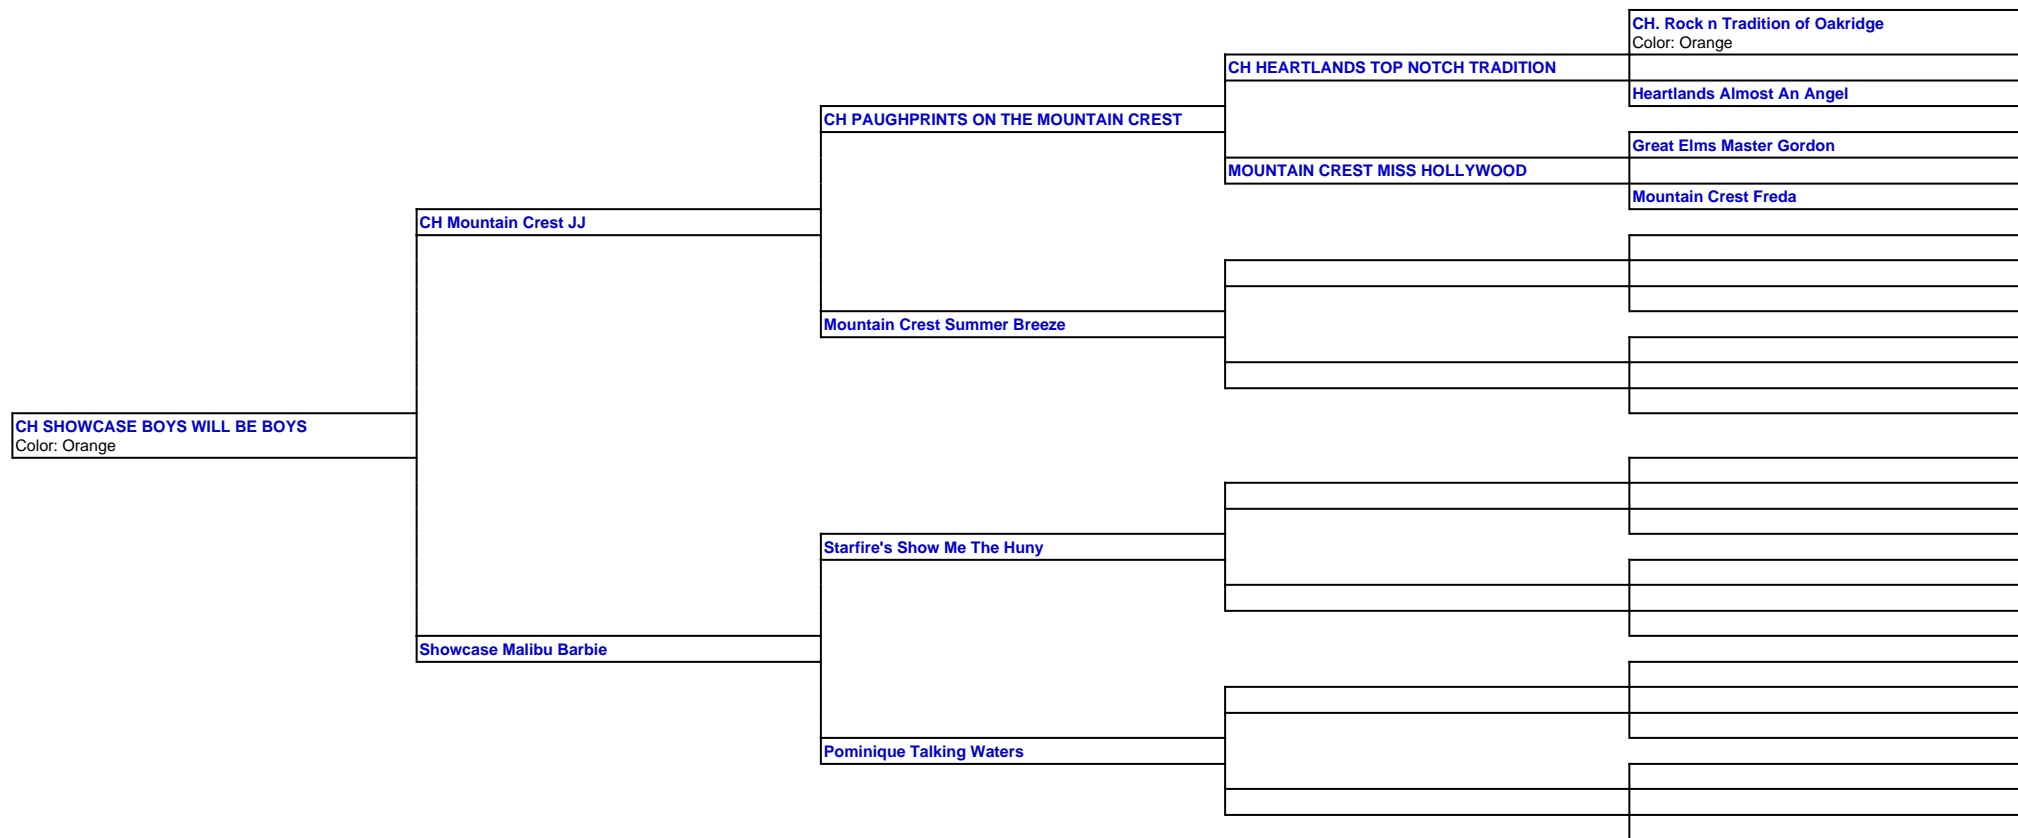 CH. Rock n Tradition of Oakridge
Color: Orange
CH HEARTLANDS TOP NOTCH TRADITION
Heartlands Almost An Angel
CH PAUGHPRINTS ON THE MOUNTAIN CREST
Great Elms Master Gordon
MOUNTAIN CREST MISS HOLLYWOOD
Mountain Crest Freda
CH Mountain Crest JJ
Mountain Crest Summer Breeze
CH SHOWCASE BOYS WILL BE BOYS
Color: Orange
Starfire's Show Me The Huny
Showcase Malibu Barbie
Pominique Talking Waters